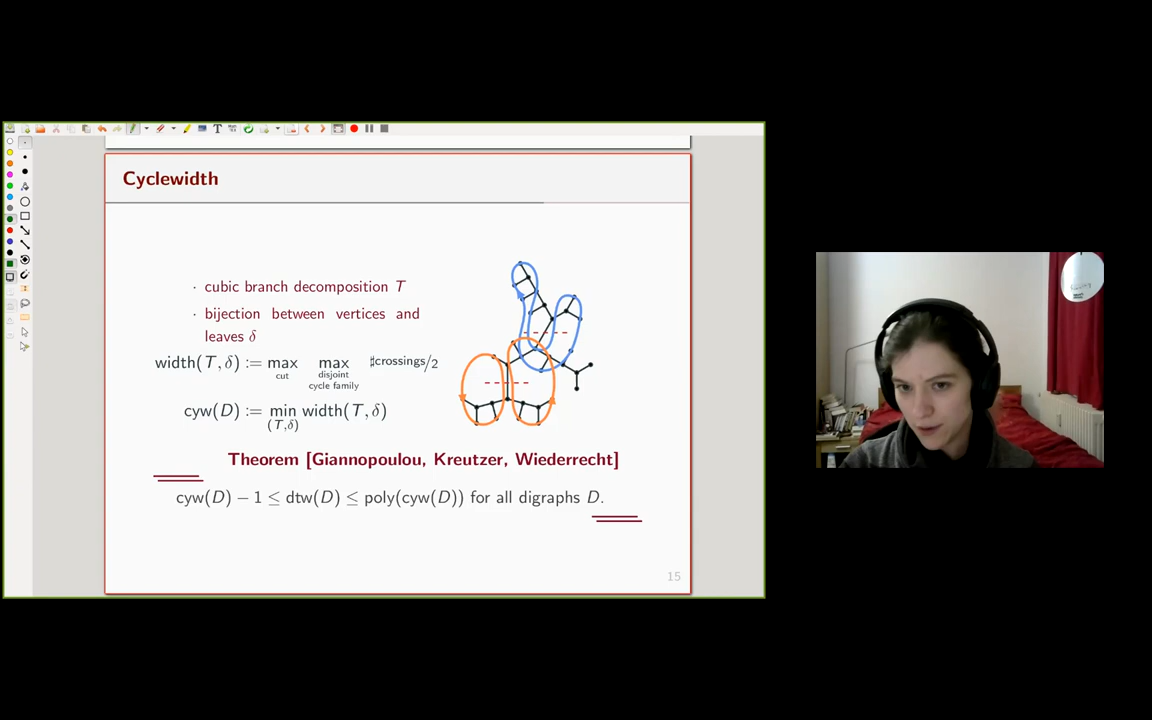 Cyclewidth
· cubic branch decomposition T
· bijection between vertices and
leaves δ
width(T, δ) := max max ♯crossings/2
cut disjoint
cycle family
cyw(D) := min width(T, δ)
(T,δ)
Theorem [Giannopoulou, Kreutzer, Wiederrecht]
cyw(D) − 1 ≤ dtw(D) ≤ poly(cyw(D)) for all digraphs D.
15